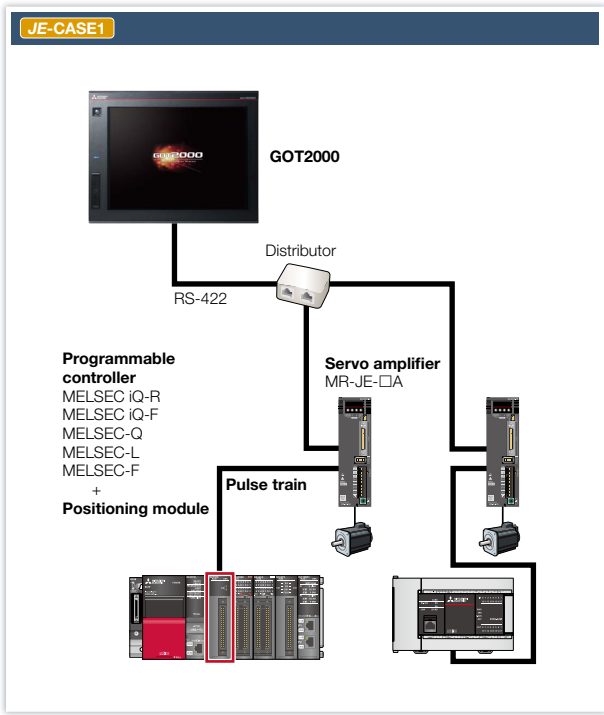 JE-CASE1
GOT2000
GOT2000
Distributor
RS-422
Programmable
controller
MELSEC iQ-R
MELSEC iQ-F
MELSEC-Q
MELSEC-L
MELSEC-F
+
Positioning module
Servo amplifier
MR-JE-□A
Pulse train